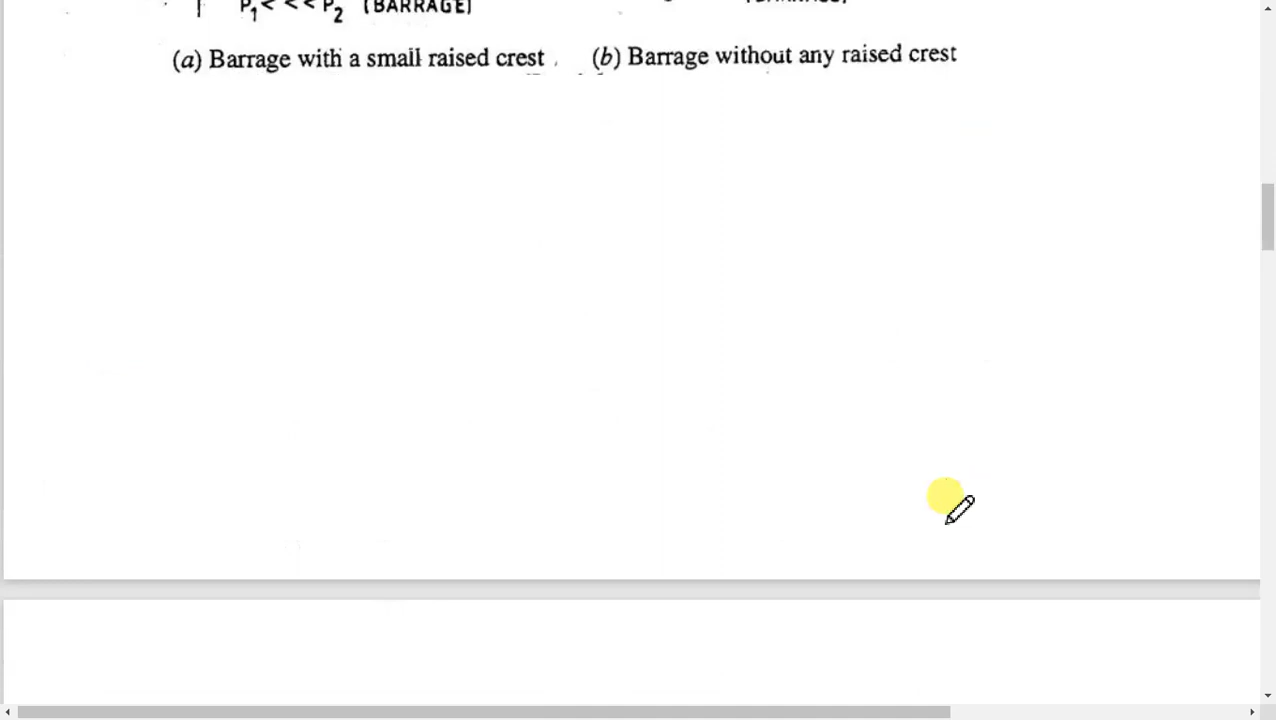 P1 < < < P2 (BARRAGE)
(a) Barrage with a small raised crest
(b) Barrage without any raised crest